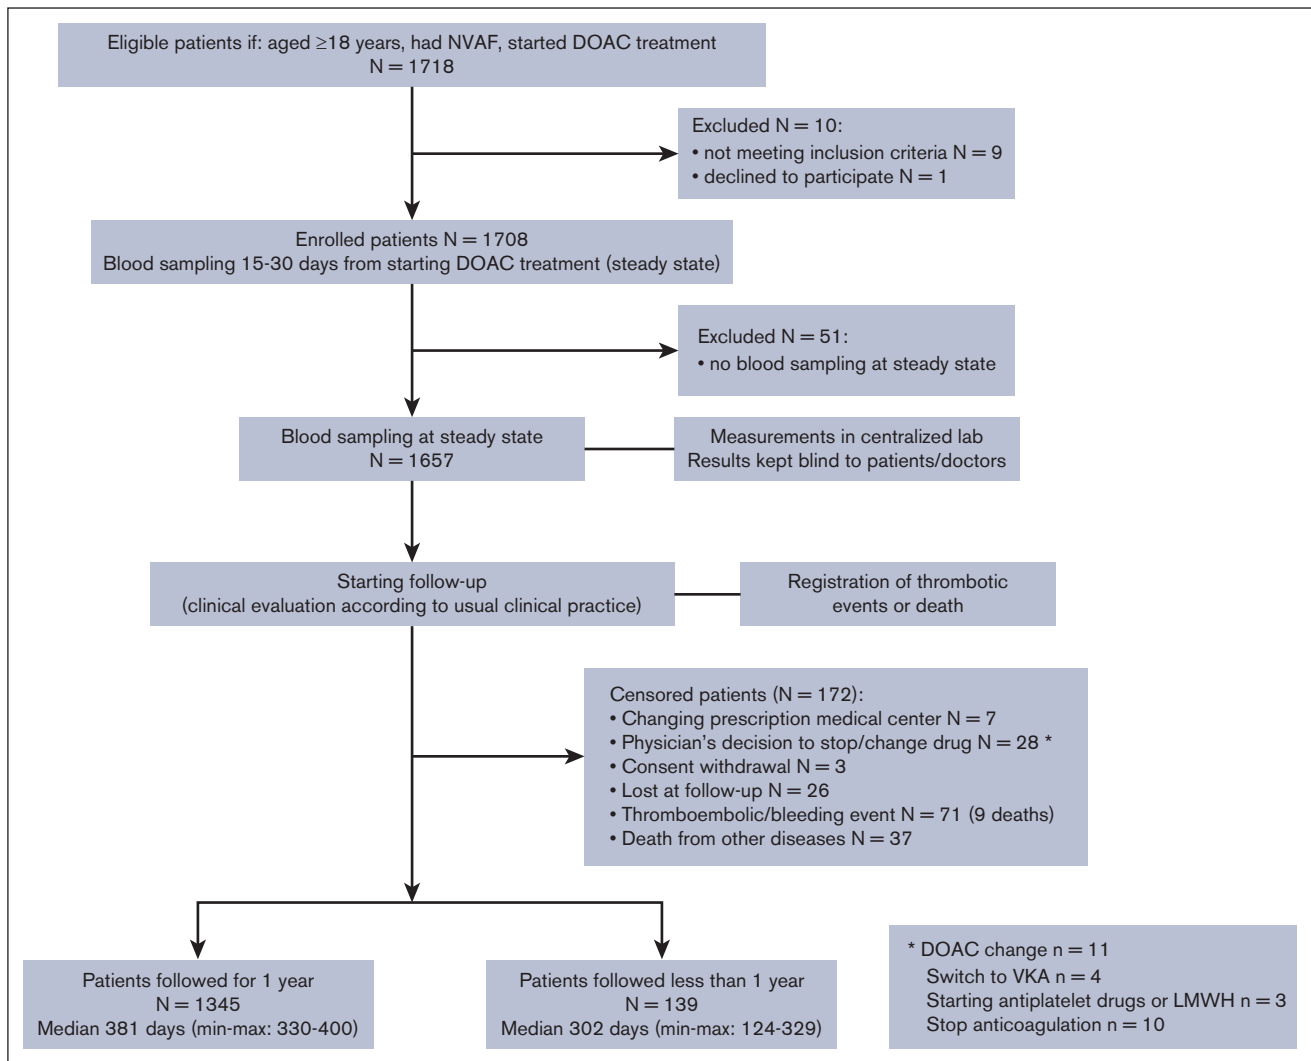 Eligible patients if: aged ≥18 years, had NVAF, started DOAC treatment
N = 1718
Excluded N = 10:
• not meeting inclusion criteria N = 9
• declined to participate N = 1
Enrolled patients N = 1708
Blood sampling 15-30 days from starting DOAC treatment (steady state)
Excluded N = 51:
• no blood sampling at steady state
Blood sampling at steady state
N = 1657
Measurements in centralized lab
Results kept blind to patients/doctors
Starting follow-up
(clinical evaluation according to usual clinical practice)
Registration of thrombotic
events or death
Censored patients (N = 172):
• Changing prescription medical center N = 7
• Physician's decision to stop/change drug N = 28 *
• Consent withdrawal N = 3
• Lost at follow-up N = 26
• Thromboembolic/bleeding event N = 71 (9 deaths)
• Death from other diseases N = 37
Patients followed for 1 year
N = 1345
Median 381 days (min-max: 330-400)
Patients followed less than 1 year
N = 139
Median 302 days (min-max: 124-329)
* DOAC change n = 11
Switch to VKA n = 4
Starting antiplatelet drugs or LMWH n = 3
Stop anticoagulation n = 10